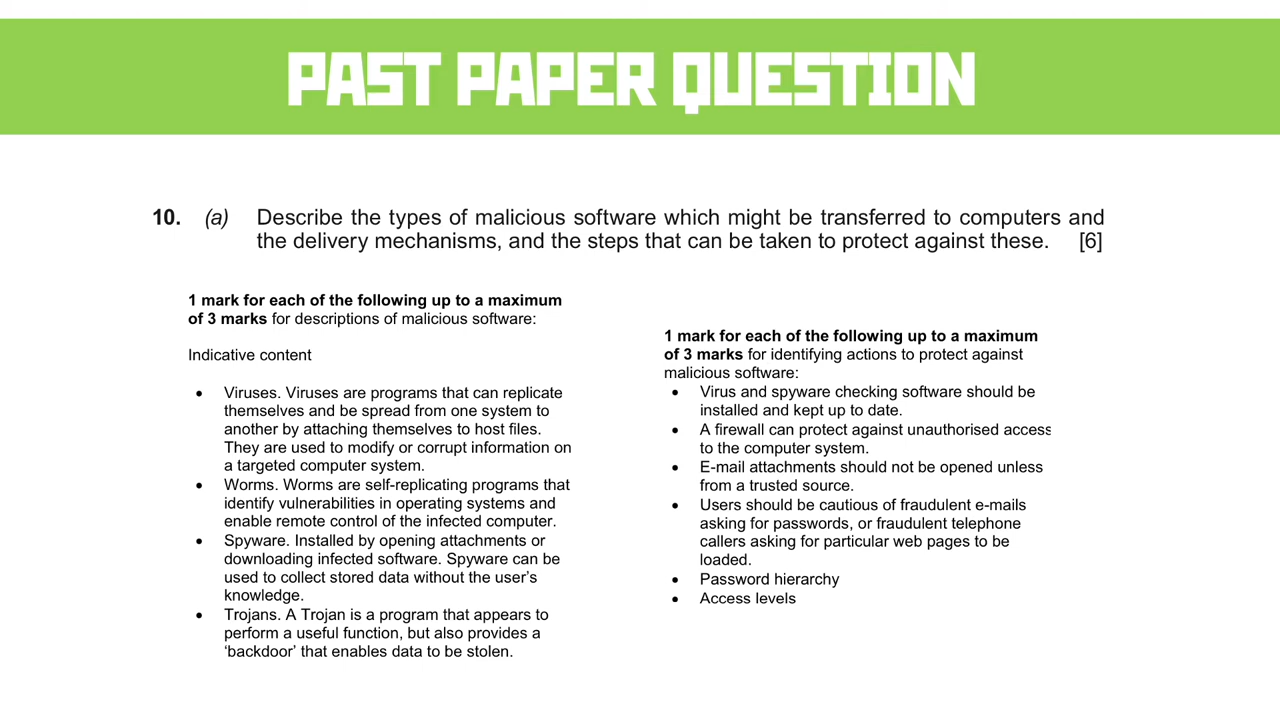 PAST PAPER QUESTION
10. (a) Describe the types of malicious software which might be transferred to computers and
the delivery mechanisms, and the steps that can be taken to protect against these. [6]
1 mark for each of the following up to a maximum
of 3 marks for descriptions of malicious software:
Indicative content
• Viruses. Viruses are programs that can replicate
themselves and be spread from one system to
another by attaching themselves to host files.
They are used to modify or corrupt information on
a targeted computer system.
• Worms. Worms are self-replicating programs that
identify vulnerabilities in operating systems and
enable remote control of the infected computer.
• Spyware. Installed by opening attachments or
downloading infected software. Spyware can be
used to collect stored data without the user’s
knowledge.
• Trojans. A Trojan is a program that appears to
perform a useful function, but also provides a
‘backdoor’ that enables data to be stolen.
1 mark for each of the following up to a maximum
of 3 marks for identifying actions to protect against
malicious software:
• Virus and spyware checking software should be
installed and kept up to date.
• A firewall can protect against unauthorised access
to the computer system.
• E-mail attachments should not be opened unless
from a trusted source.
• Users should be cautious of fraudulent e-mails
asking for passwords, or fraudulent telephone
callers asking for particular web pages to be
loaded.
• Password hierarchy
• Access levels